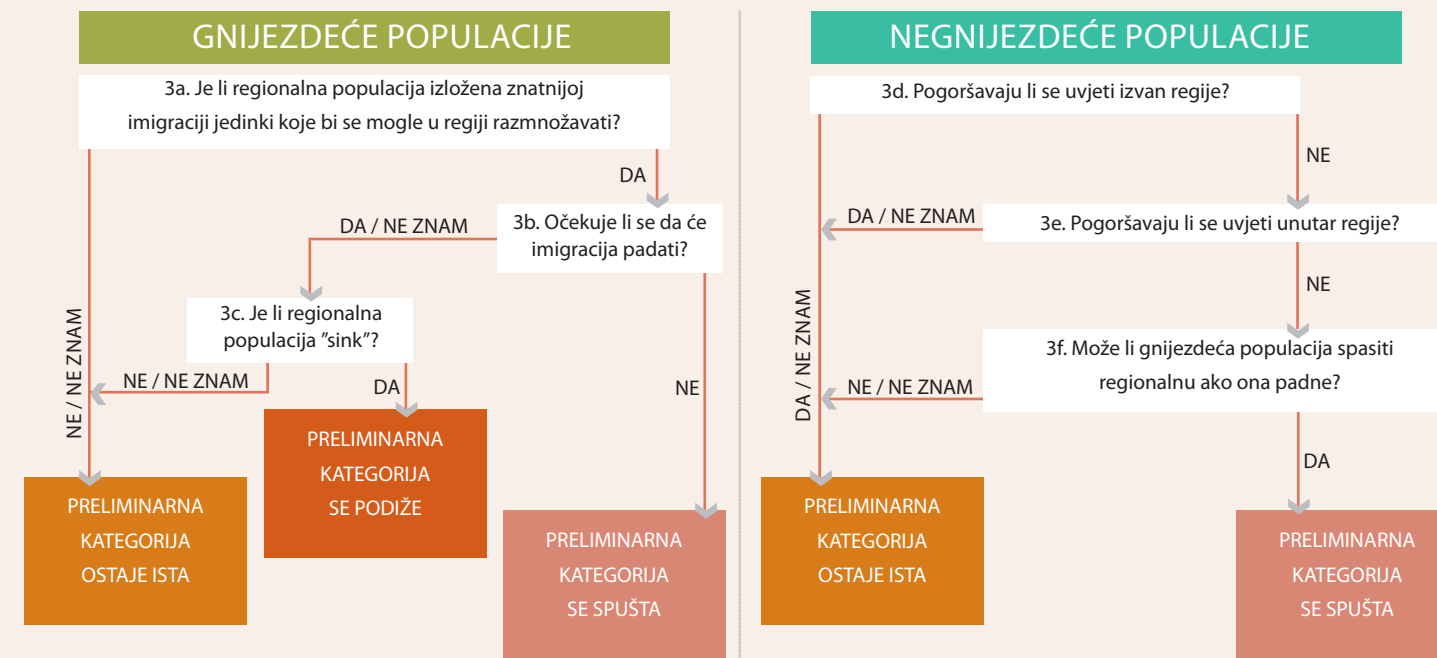 GNIJEZDEĆE POPULACIJE
3a. Je li regionalna populacija izložena znatnijoj
imigraciji jedinki koje bi se mogle u regiji razmnožavati?
DA
3b. Očekuje li se da će
imigracija padati?
DA / NE ZNAM
3c. Je li regionalna
populacija ”sink”?
NE / NE ZNAM
NE / NE ZNAM
DA
NE
PRELIMINARNA
KATEGORIJA
SE PODIŽE
PRELIMINARNA
KATEGORIJA
OSTAJE ISTA
PRELIMINARNA
KATEGORIJA
SE SPUŠTA
NEGNIJEZDEĆE POPULACIJE
3d. Pogoršavaju li se uvjeti izvan regije?
NE
DA / NE ZNAM
3e. Pogoršavaju li se uvjeti unutar regije?
NE
DA / NE ZNAM
3f. Može li gnijezdeća populacija spasiti
regionalnu ako ona padne?
NE / NE ZNAM
DA
PRELIMINARNA
KATEGORIJA
OSTAJE ISTA
PRELIMINARNA
KATEGORIJA
SE SPUŠTA